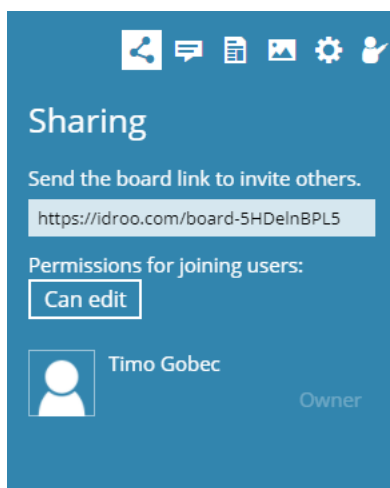 Sharing
Send the board link to invite others.
https://idroo.com/board-5HDelnBPL5
Permissions for joining users:
Can edit
Timo Gobec
Owner